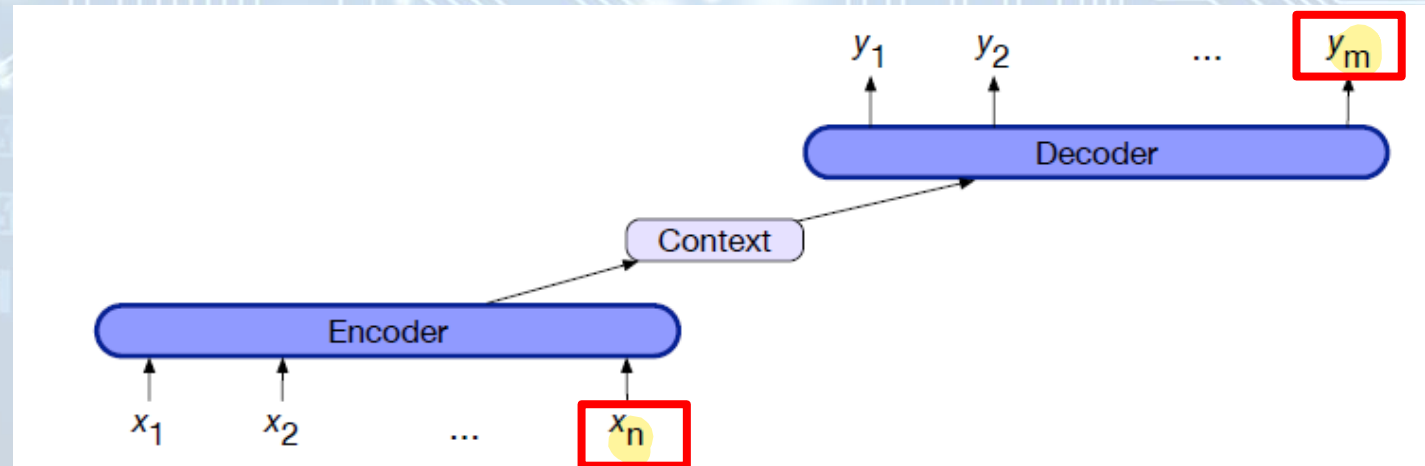 y1 y2 ... ym
Decoder
Context
Encoder
x1 x2 ... xn